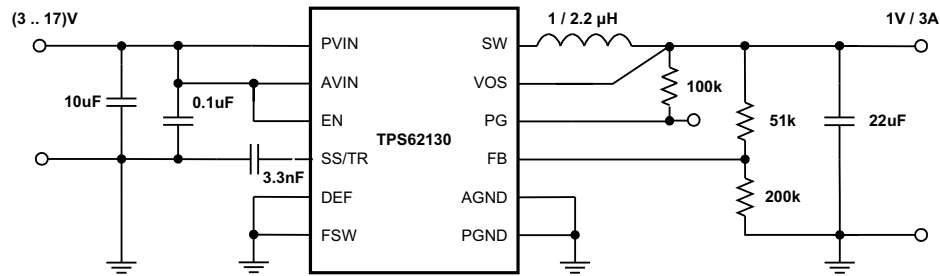 (3 .. 17)V
1 / 2.2 µH
1V / 3A
PVIN
SW
AVIN
VOS
100k
10uF
0.1uF
EN
PG
51k
22uF
TPS62130
SS/TR
FB
3.3nF
DEF
AGND
200k
FSW
PGND